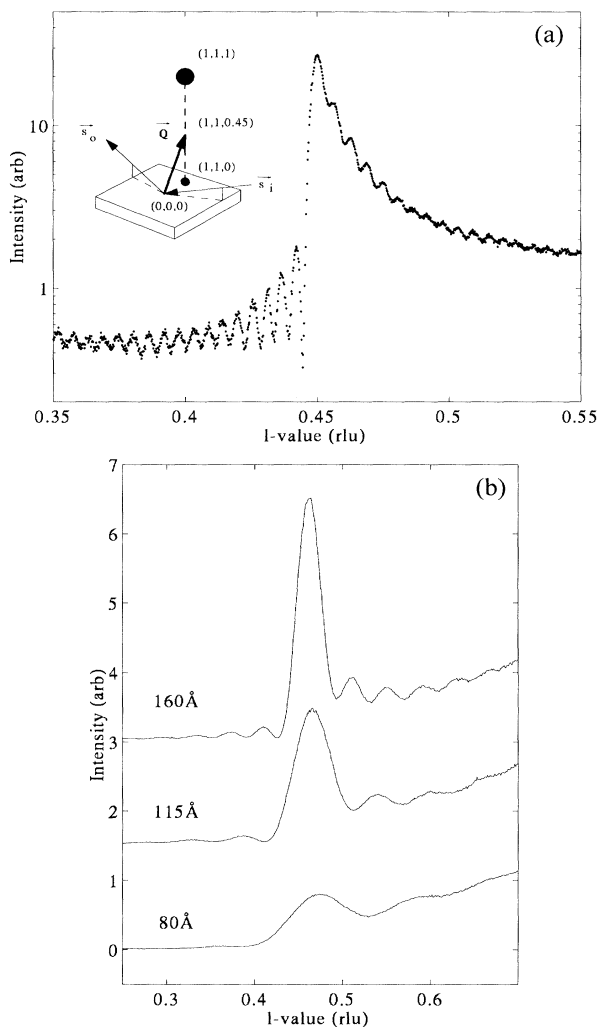 (a)
(1,1,1)
(1,1,0.45)
Q
s o
(1,1,0)
s i
(0,0,0)
10
1
Intensity (arb)
0.35 0.4 0.45 0.5 0.55
l-value (rlu)
(b)
7
6
5
4
3
2
1
0
Intensity (arb)
160Å
115Å
80Å
0.3 0.4 0.5 0.6
l-value (rlu)